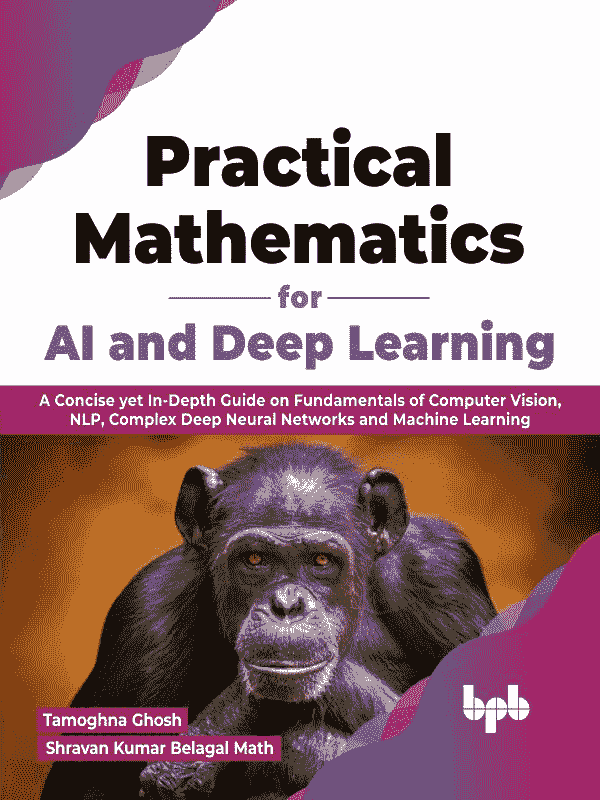 Practical
Mathematics
for
AI and Deep Learning
A Concise yet In-Depth Guide on Fundamentals of Computer Vision,
NLP, Complex Deep Neural Networks and Machine Learning
Tamoghna Ghosh
Shravan Kumar Belagal Math
bpb